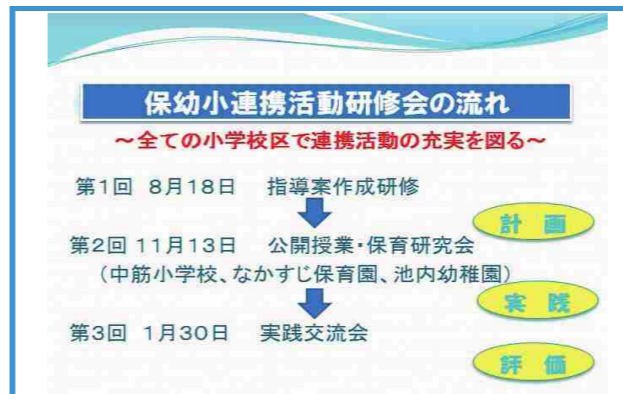 保幼小連携活動研修会の流れ
～全ての小学校区で連携活動の充実を図る～
第1回 8月18日 指導案作成研修
計 画
第2回 11月13日 公開授業・保育研究会
（中筋小学校、なかすじ保育園、池内幼稚園）
実 践
第3回 1月30日 実践交流会
評 価